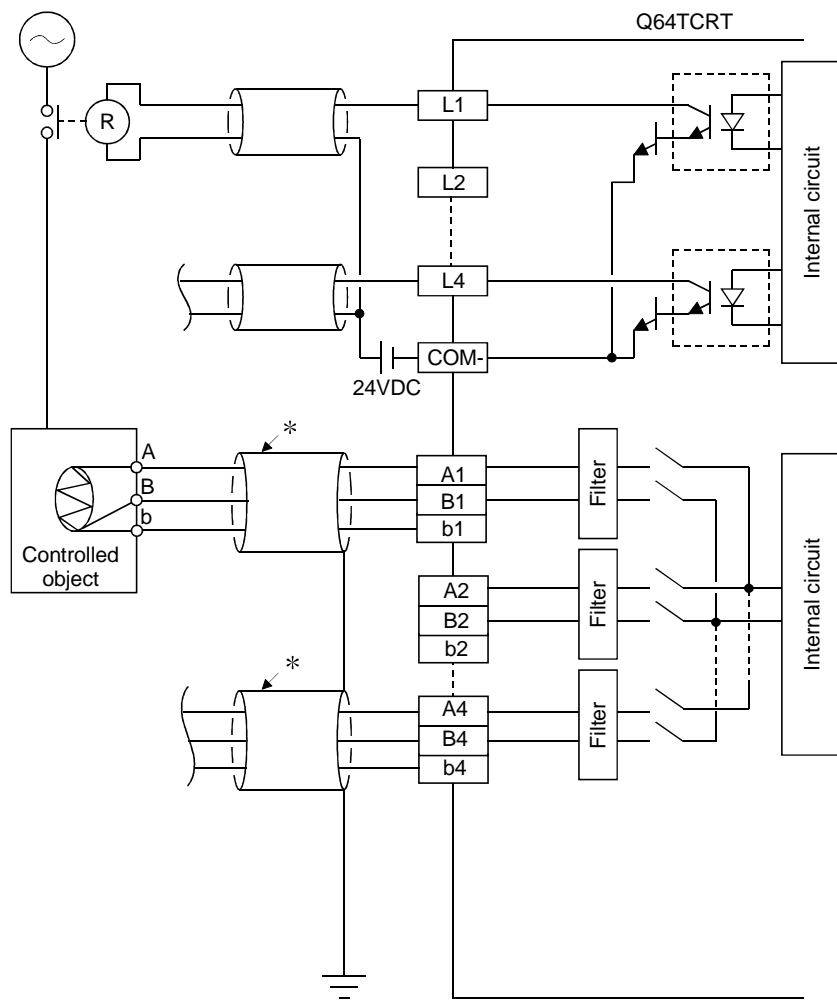 Q64TCRT
R
L1
L2
L4
COM-
24VDC
Internal circuit
*
A
B
b
Controlled
object
A1
B1
b1
Filter
A2
B2
b2
Filter
Internal circuit
*
A4
B4
b4
Filter